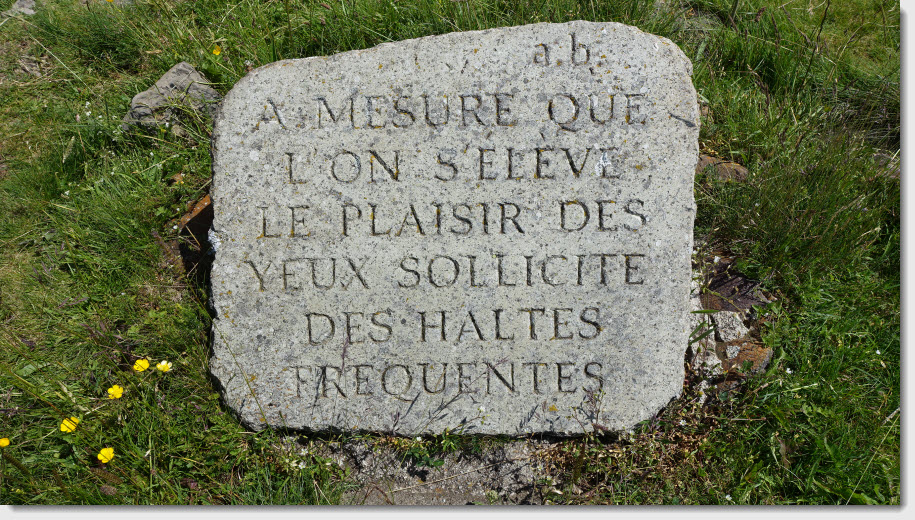 a.b.
A MESURE QUE
L'ON S'ELEVE
LE PLAISIR DES
YEUX SOLLICITE
DES HALTES
FREQUENTES